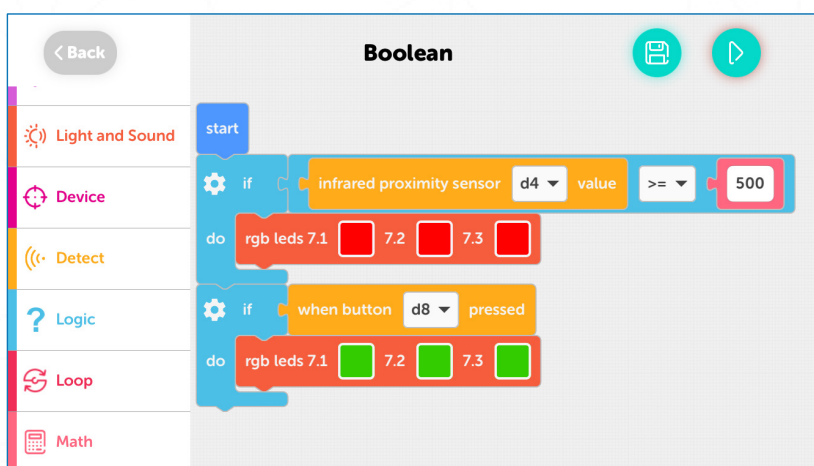 < Back
Boolean
Light and Sound
Device
Detect
? Logic
Loop
Math
start
if infrared proximity sensor d4 value >= 500
do rgb leds 7.1 7.2 7.3
if when button d8 pressed
do rgb leds 7.1 7.2 7.3